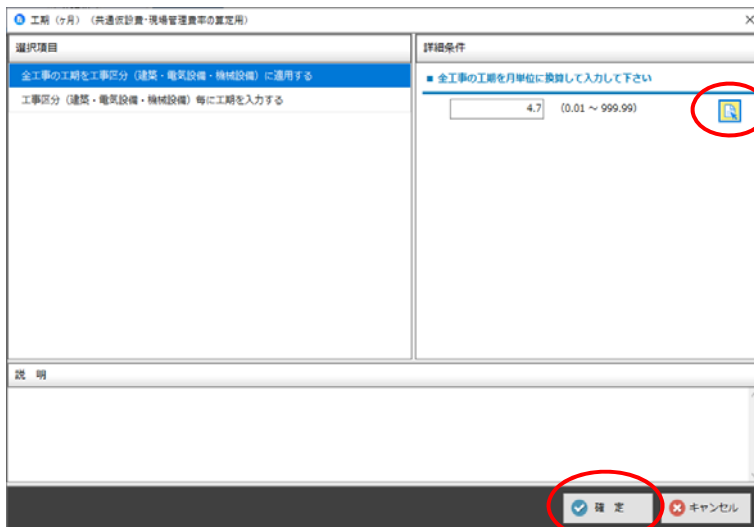 工期（ヶ月）（共通仮設費・現場管理費率の算定用）
選択項目
全工事の工期を工事区分（建築・電気設備・機械設備）に適用する
工事区分（建築・電気設備・機械設備）毎に工期を入力する
詳細条件
■ 全工事の工期を月単位に換算して入力して下さい
4.7 （0.01 ～ 999.99）
説　明
確　定
キャンセル